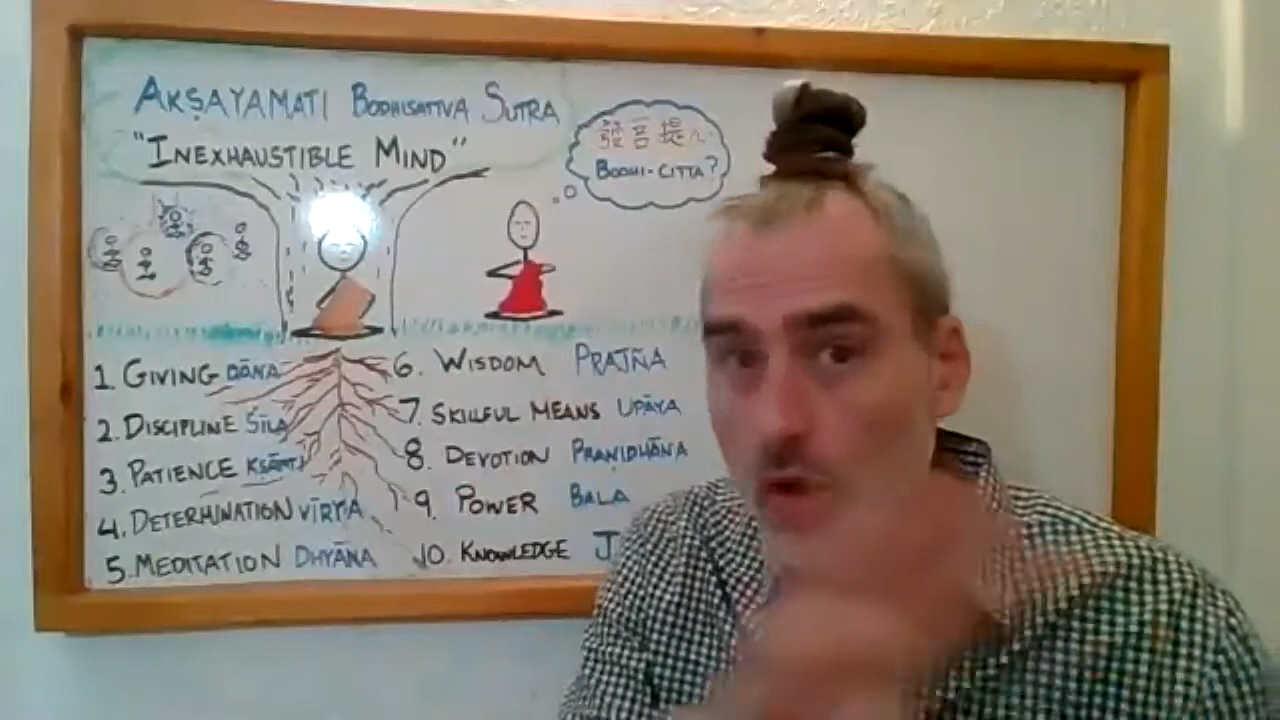 AKṢAYAMATI BODHISATTVA SUTRA
"INEXHAUSTIBLE MIND"
發菩提心
BODHI-CITTA?
1. GIVING DĀNA
2. DISCIPLINE ŚĪLA
3. PATIENCE KṢĀNTI
4. DETERMINATION VĪRYA
5. MEDITATION DHYĀNA
6. WISDOM PRAJÑA
7. SKILLFUL MEANS UPĀYA
8. DEVOTION PRAṆIDHĀNA
9. POWER BALA
10. KNOWLEDGE J